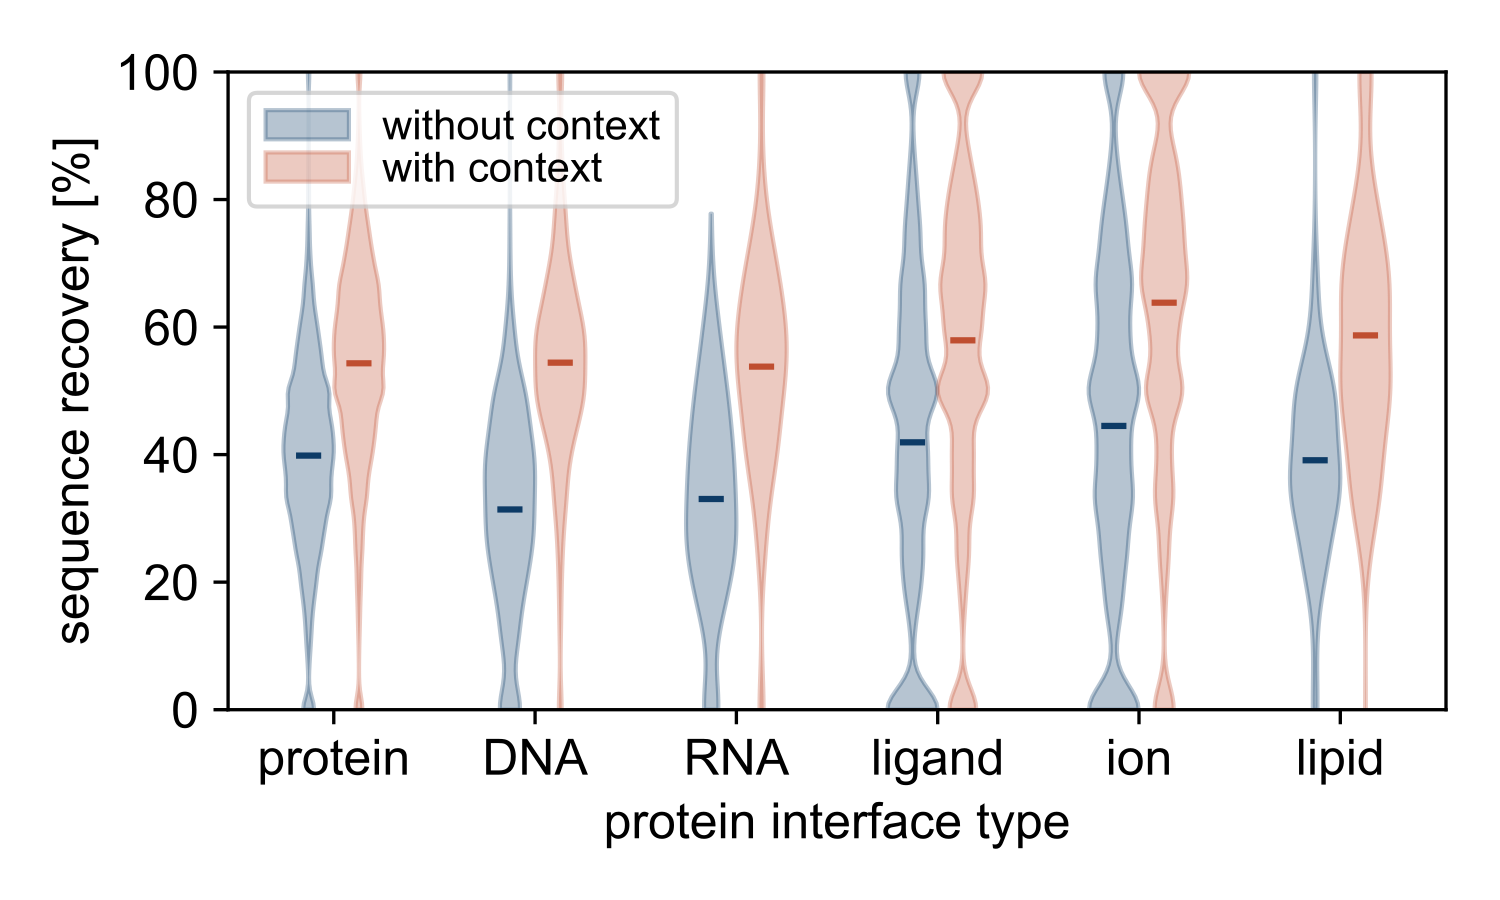 sequence recovery [%]
100
80
60
40
20
0
without context
with context
protein DNA RNA ligand ion lipid
protein interface type